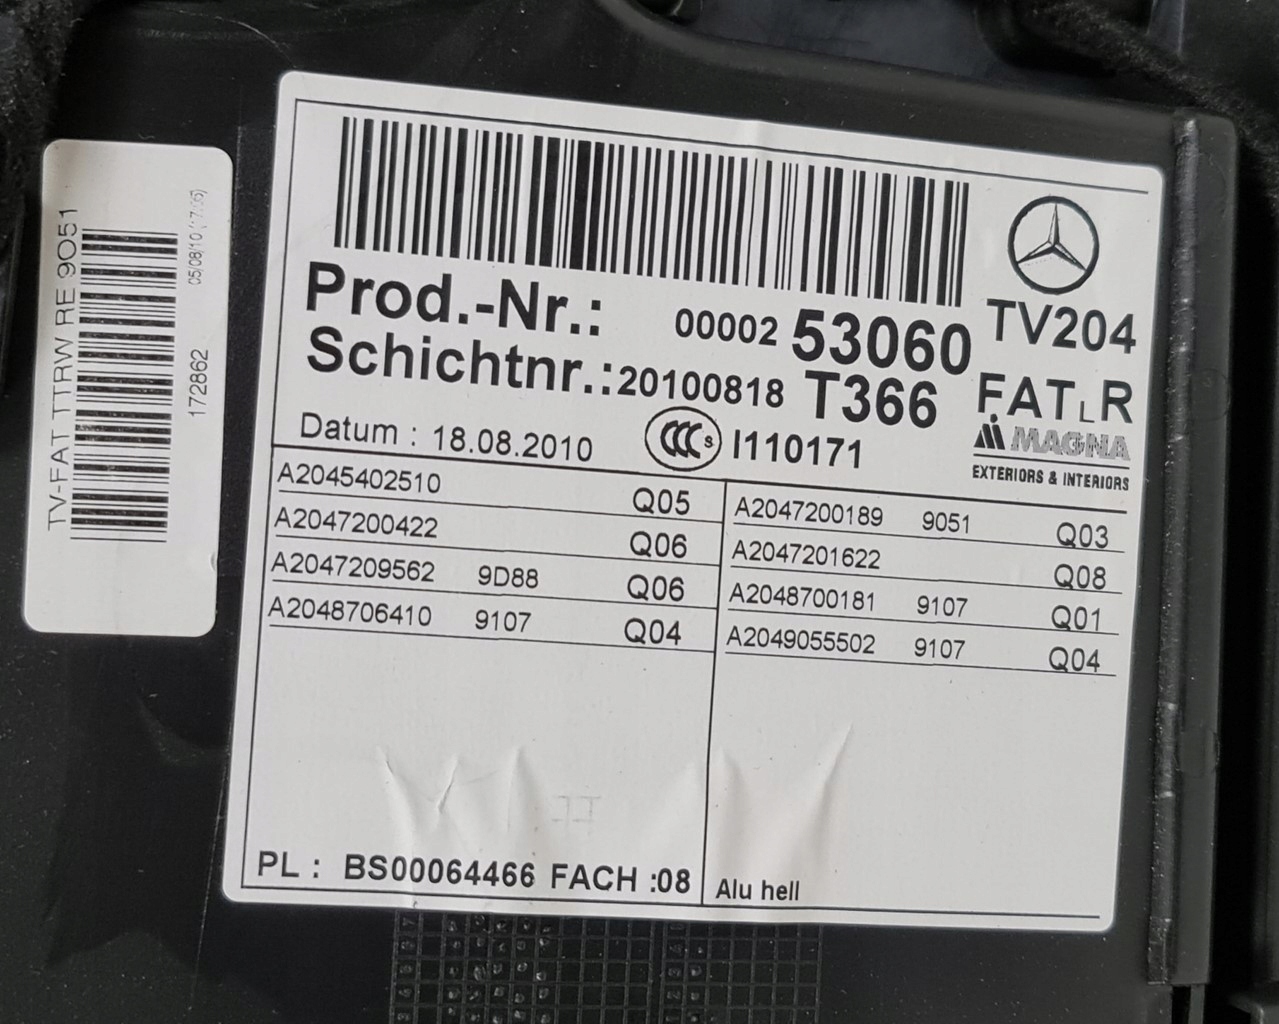 TV-FAT TTRW RE 9051
172862
Prod.-Nr.: 00002 53060
Schichtnr.: 20100818 T366
Datum : 18.08.2010 CCC S I110171
TV204
FATLR
MAGNA
EXTERIORS & INTERIORS
A2045402510 Q05
A2047200422 Q06
A2047209562 9D88 Q06
A2048706410 9107 Q04
A2047200189 9051 Q03
A2047201622 Q08
A2048700181 9107 Q01
A2049055502 9107 Q04
PL : BS00064466 FACH :08
Alu hell